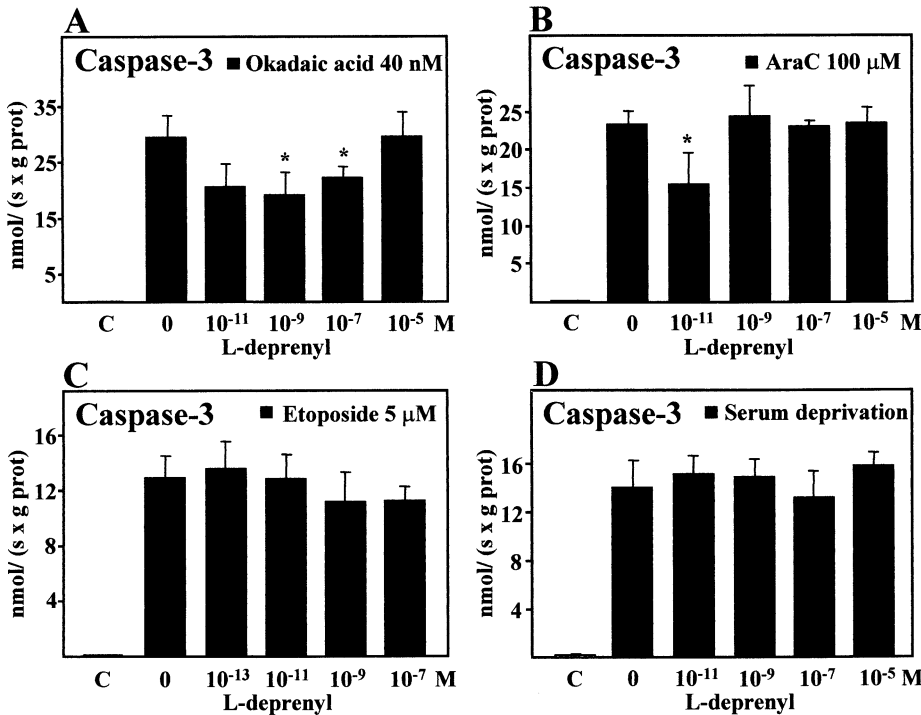 A
Caspase-3
Okadaic acid 40 nM
nmol/ (s x g prot)
35
25
15
5
* *
C 0 10⁻¹¹ 10⁻⁹ 10⁻⁷ 10⁻⁵ M
L-deprenyl
B
Caspase-3
AraC 100 μM
nmol/ (s x g prot)
25
20
15
10
5
*
C 0 10⁻¹¹ 10⁻⁹ 10⁻⁷ 10⁻⁵ M
L-deprenyl
C
Caspase-3
Etoposide 5 μM
nmol/ (s x g prot)
16
12
8
4
C 0 10⁻¹³ 10⁻¹¹ 10⁻⁹ 10⁻⁷ M
L-deprenyl
D
Caspase-3
Serum deprivation
nmol/ (s x g prot)
16
12
4
C 0 10⁻¹¹ 10⁻⁹ 10⁻⁷ 10⁻⁵ M
L-deprenyl